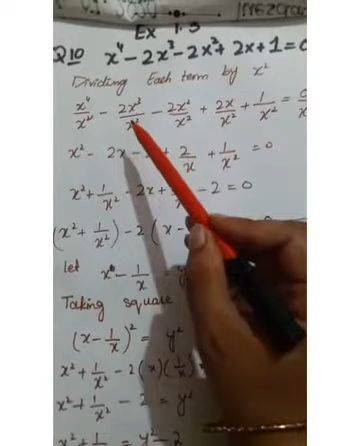 Ex 1.3
Q10 x⁴ - 2x³ - 2x² + 2x + 1 = 0
Dividing Each term by x²
x⁴/x² - 2x³/x² - 2x²/x² + 2x/x² + 1/x² = 0/x
x² - 2x - + 2/x + 1/x² = 0
x² + 1/x² - 2x + - 2 = 0
(x² + 1/x²) - 2(x -
let x - 1/x = y
Taking square
(x - 1/x)² = y²
x² + 1/x² - 2(x)(1/x)
x² + 1/x² - 2 = y²
x² + 1/x² = y² - 2